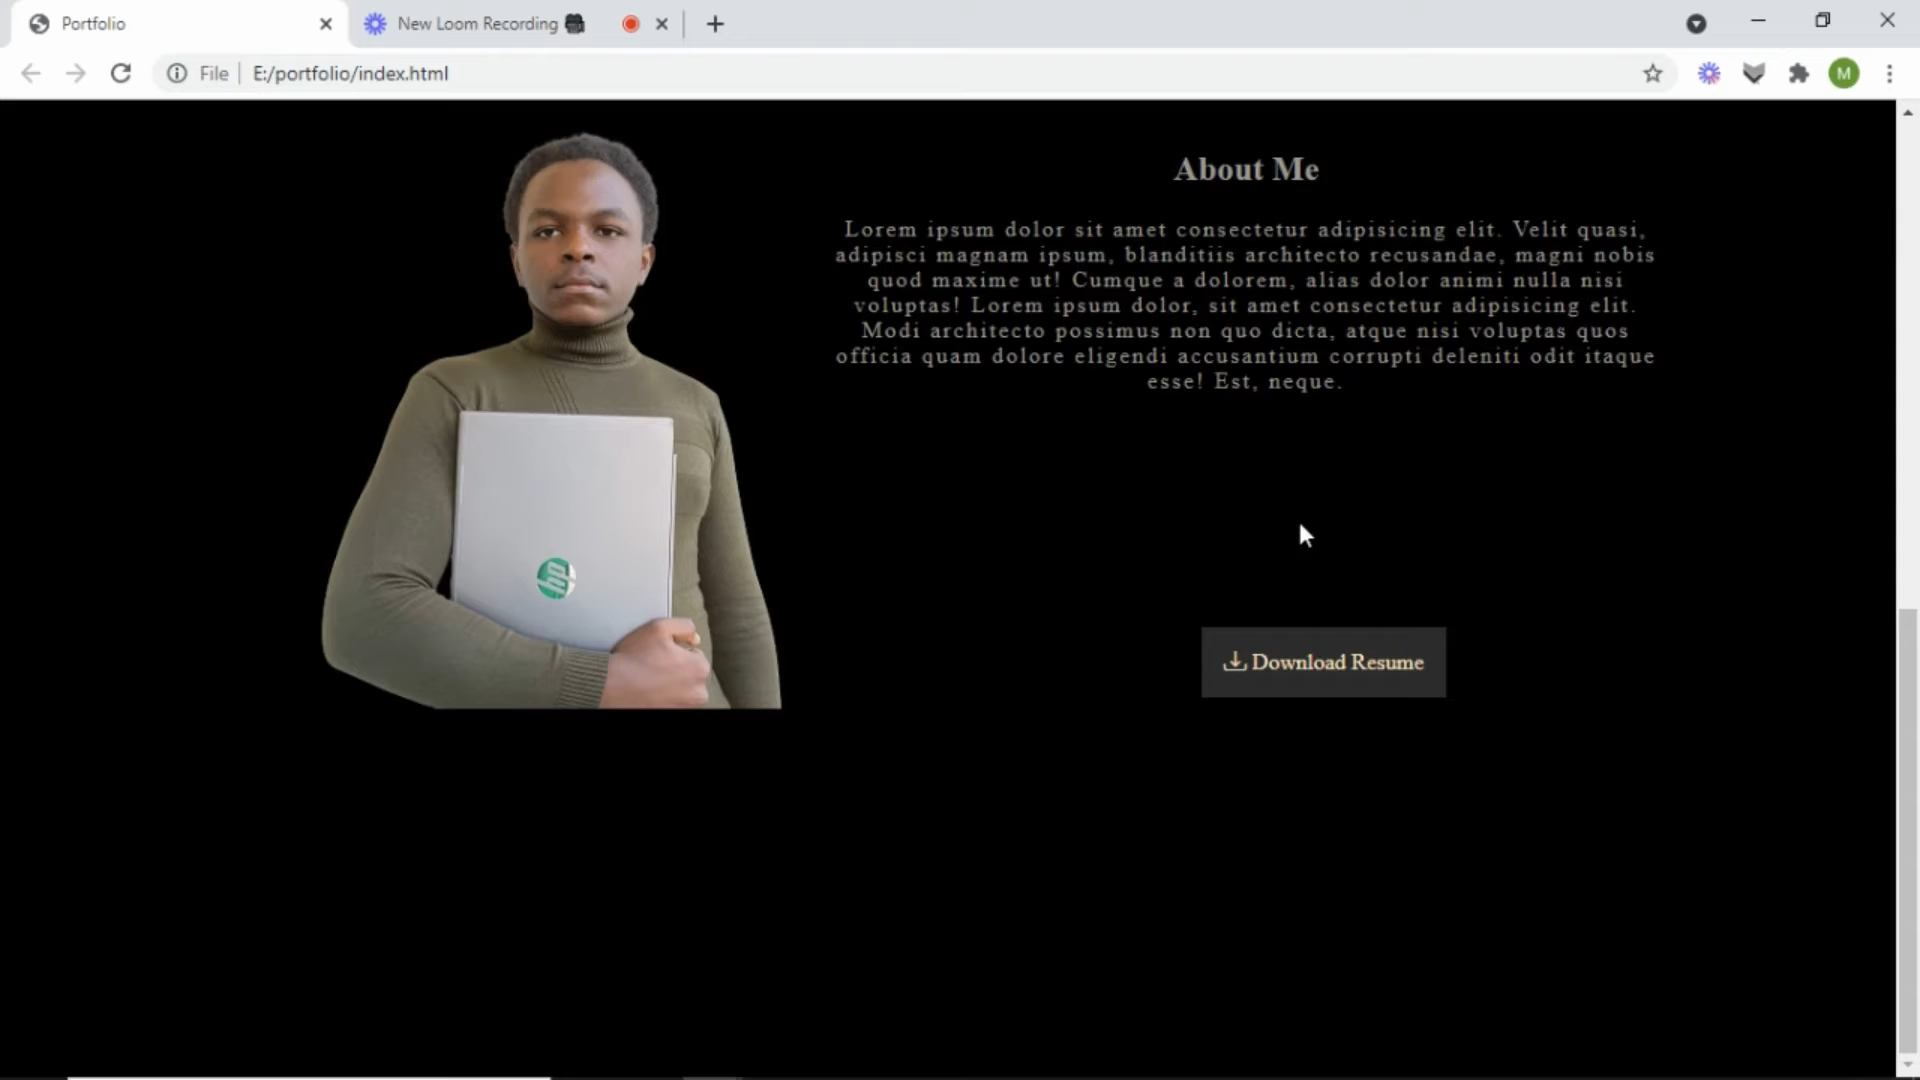 Portfolio
New Loom Recording
File
E:/portfolio/index.html
M
About Me
Lorem ipsum dolor sit amet consectetur adipisicing elit. Velit quasi,
adipisci magnam ipsum, blanditiis architecto recusandae, magni nobis
quod maxime ut! Cumque a dolorem, alias dolor animi nulla nisi
voluptas! Lorem ipsum dolor, sit amet consectetur adipisicing elit.
Modi architecto possimus non quo dicta, atque nisi voluptas quos
officia quam dolore eligendi accusantium corrupti deleniti odit itaque
esse! Est, neque.
hp
Download Resume